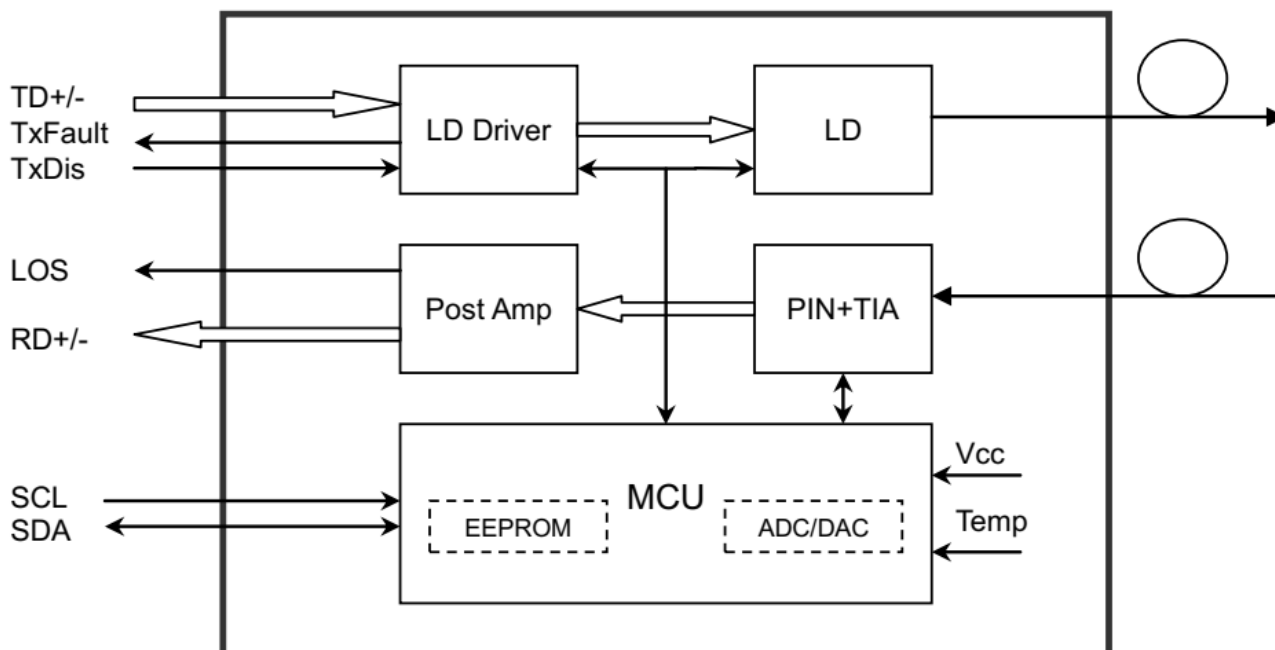 TD+/-
TxFault
TxDis
LD Driver
LD
LOS
RD+/-
Post Amp
PIN+TIA
SCL
SDA
MCU
EEPROM
ADC/DAC
Vcc
Temp